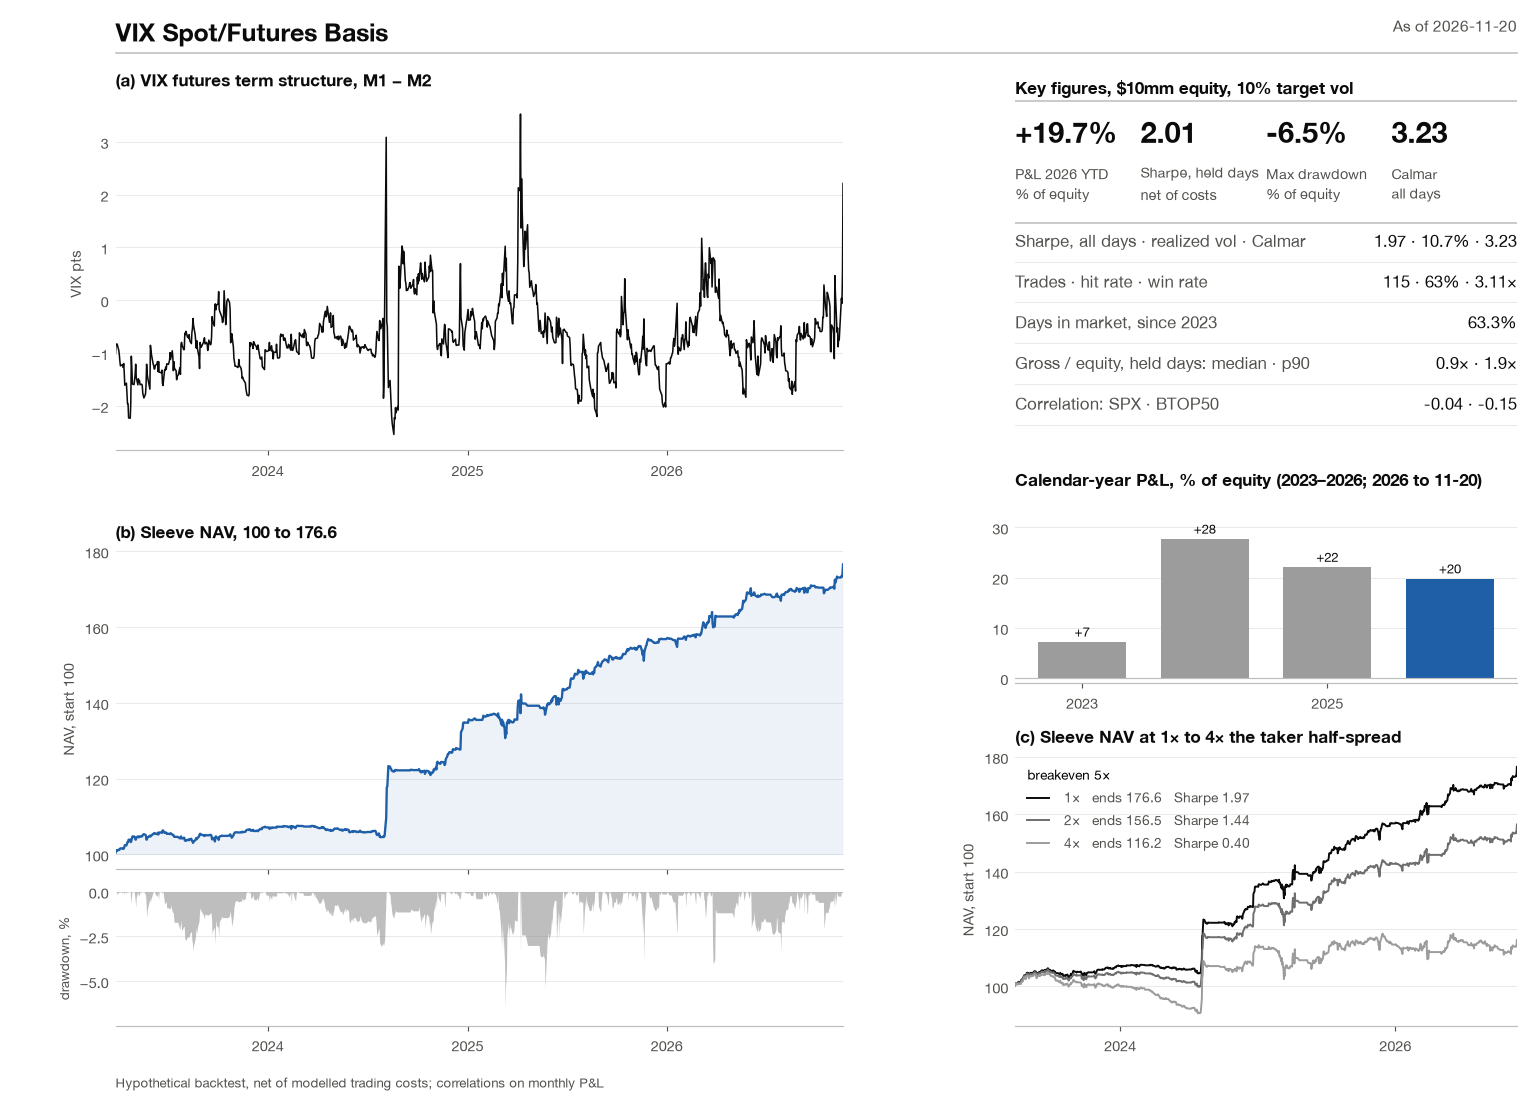 VIX Spot/Futures Basis
As of 2026-11-20
(a) VIX futures term structure, M1 – M2
VIX pts
3
2
1
0
−1
−2
2024
2025
2026
(b) Sleeve NAV, 100 to 176.6
NAV, start 100
180
160
140
120
100
drawdown, %
0.0
−2.5
−5.0
2024
2025
2026
Hypothetical backtest, net of modelled trading costs; correlations on monthly P&L
Key figures, $10mm equity, 10% target vol
+19.7% 2.01 -6.5% 3.23
P&L 2026 YTD Sharpe, held days Max drawdown Calmar
% of equity net of costs % of equity all days
Sharpe, all days · realized vol · Calmar 1.97 · 10.7% · 3.23
Trades · hit rate · win rate 115 · 63% · 3.11×
Days in market, since 2023 63.3%
Gross / equity, held days: median · p90 0.9× · 1.9×
Correlation: SPX · BTOP50 -0.04 · -0.15
Calendar-year P&L, % of equity (2023–2026; 2026 to 11-20)
30
20
10
0
+7
+28
+22
+20
2023
2025
(c) Sleeve NAV at 1× to 4× the taker half-spread
NAV, start 100
180
160
140
120
100
breakeven 5×
1× ends 176.6 Sharpe 1.97
2× ends 156.5 Sharpe 1.44
4× ends 116.2 Sharpe 0.40
2024
2026